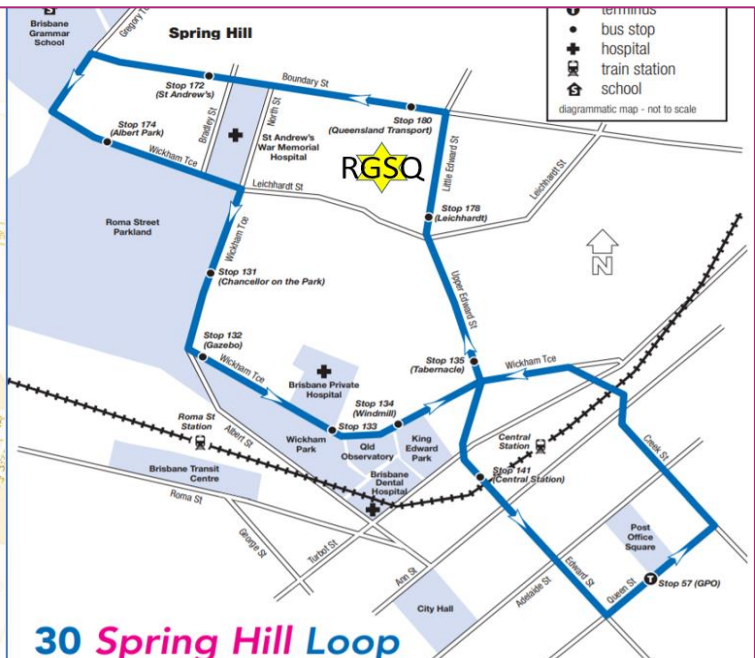 Brisbane
Grammar
School
Gregory T
Spring Hill
terminus
bus stop
hospital
train station
school
diagrammatic map - not to scale
Stop 172
(St Andrew's)
Boundary St
Stop 180
(Queensland Transport)
Stop 174
(Albert Park)
Bradley St
North St
St Andrew's
War Memorial
Hospital
Wickham Tce
Leichhardt St
RGSQ
Little Edward St
Leichhardt St
Stop 178
(Leichhardt)
Roma Street
Parkland
Wickham Tce
N
Stop 131
(Chancellor on the Park)
Upper Edward St
Stop 132
(Gazebo)
Wickham Tce
Stop 135
(Tabernacle)
Wickham Tce
Brisbane Private
Hospital
Stop 134
(Windmill)
Stop 133
Roma St
Station
Albert St
Wickham
Park
Qld
Observatory
King
Edward
Park
Central
Station
Creek St
Brisbane Transit
Centre
Brisbane
Dental
Hospital
Stop 141
(Central Station)
Roma St
George St
Turbot St
Ann St
Post
Office
Square
Edward St
Adelaide St
Queen St
T
Stop 57 (GPO)
City Hall
30 Spring Hill Loop